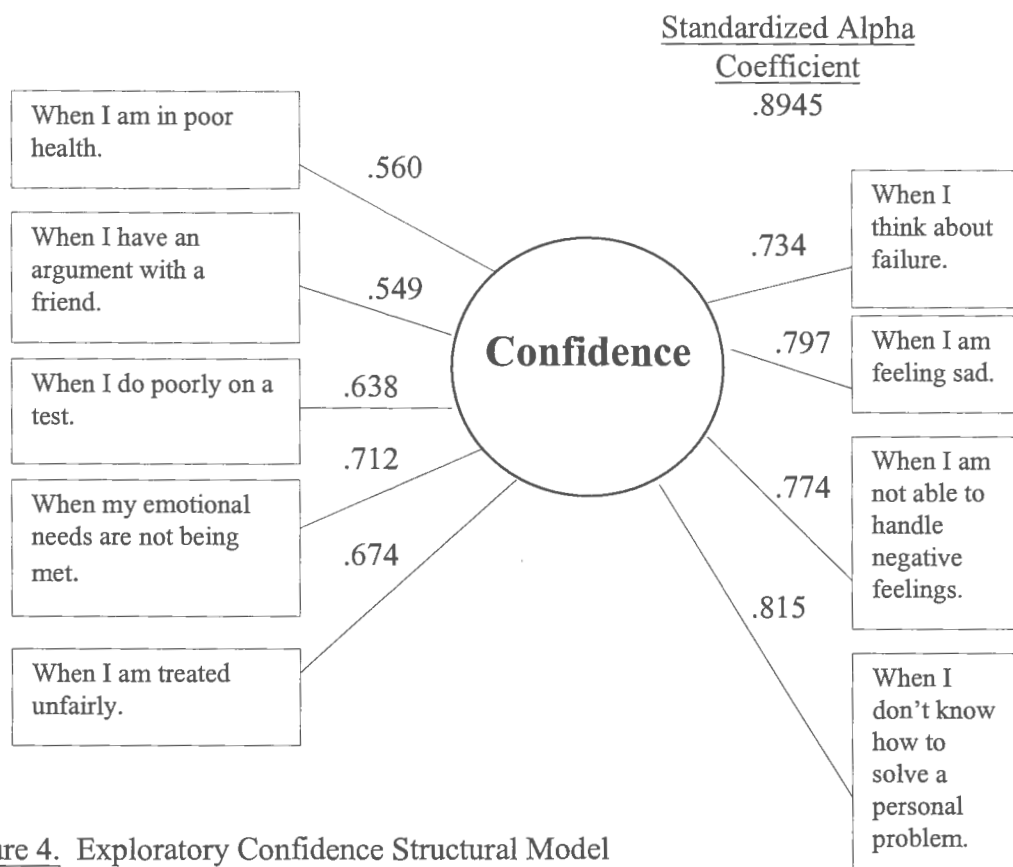 Standardized Alpha
Coefficient
.8945
When I am in poor
health.
.560
When I have an
argument with a
friend.
.549
When I do poorly on a
test.
.638
When my emotional
needs are not being
met.
.712
When I am treated
unfairly.
.674
Confidence
When I
think about
failure.
.734
When I am
feeling sad.
.797
When I am
not able to
handle
negative
feelings.
.774
When I
don't know
how to
solve a
personal
problem.
.815
ure 4. Exploratory Confidence Structural Model